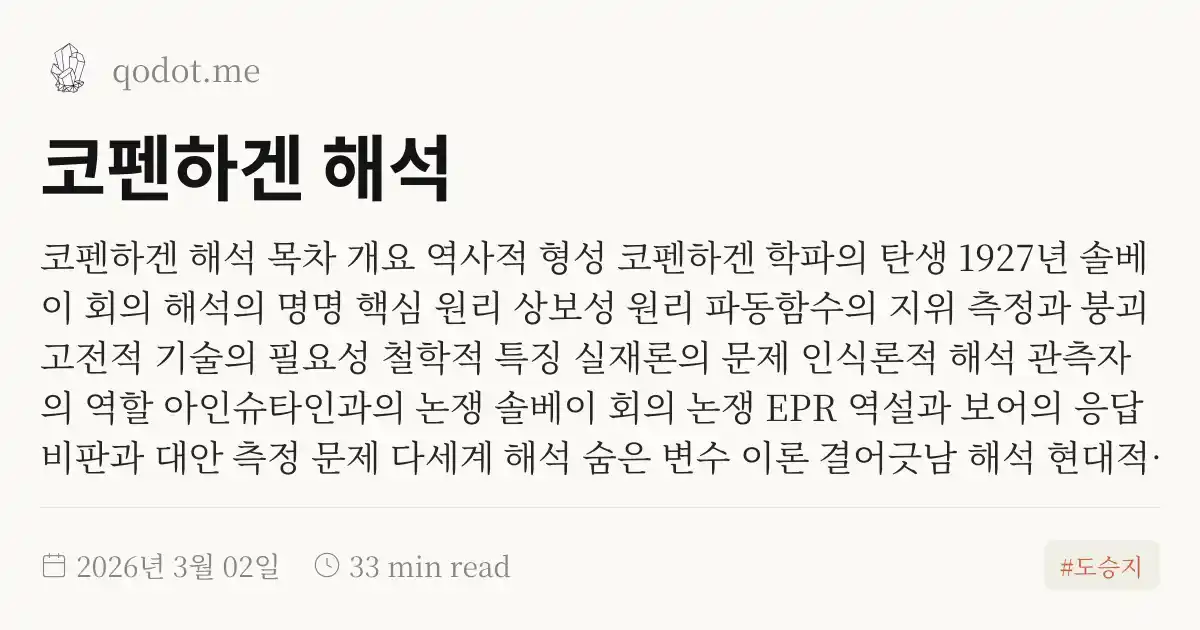 qodot.me
코펜하겐 해석
코펜하겐 해석 목차 개요 역사적 형성 코펜하겐 학파의 탄생 1927년 솔베
이 회의 해석의 명명 핵심 원리 상보성 원리 파동함수의 지위 측정과 붕괴
고전적 기술의 필요성 철학적 특징 실재론의 문제 인식론적 해석 관측자
의 역할 아인슈타인과의 논쟁 솔베이 회의 논쟁 EPR 역설과 보어의 응답
비판과 대안 측정 문제 다세계 해석 숨은 변수 이론 결어긋남 해석 현대적·
2026년 3월 02일
33 min read
#도승지